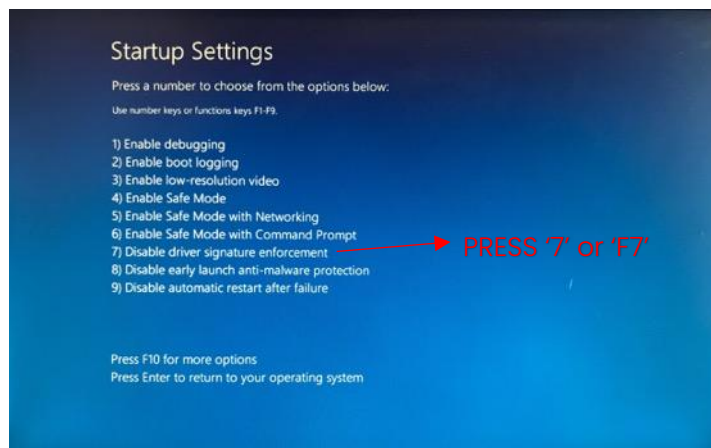 Startup Settings
Press a number to choose from the options below:
Use number keys or functions keys F1-F9.
1) Enable debugging
2) Enable boot logging
3) Enable low-resolution video
4) Enable Safe Mode
5) Enable Safe Mode with Networking
6) Enable Safe Mode with Command Prompt
7) Disable driver signature enforcement
PRESS '7' or 'F7'
8) Disable early launch anti-malware protection
9) Disable automatic restart after failure
Press F10 for more options
Press Enter to return to your operating system